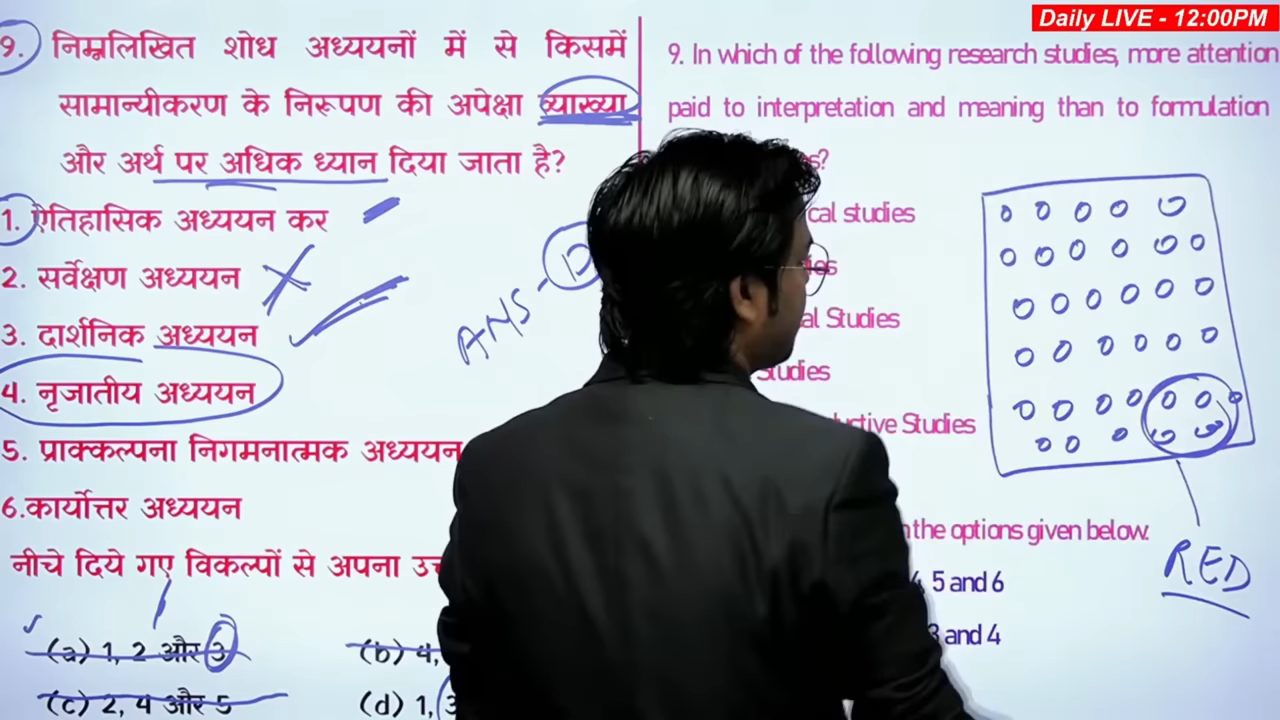 Daily LIVE - 12:00PM
9. निम्नलिखित शोध अध्ययनों में से किसमें
सामान्यीकरण के निरूपण की अपेक्षा व्याख्या
और अर्थ पर अधिक ध्यान दिया जाता है?
1. ऐतिहासिक अध्ययन कर
2. सर्वेक्षण अध्ययन
3. दार्शनिक अध्ययन
4. नृजातीय अध्ययन
5. प्राक्कल्पना निगमनात्मक अध्ययन
6.कार्योत्तर अध्ययन
नीचे दिये गए विकल्पों से अपना
(a) 1, 2 और 3
(b) 4,
(c) 2, 4 और 5
(d) 1, 3
ANS - D
9. In which of the following research studies, more attention
paid to interpretation and meaning than to formulation
studies
Studies
Studies
Studies
the options given below.
5 and 6
3 and 4
RED